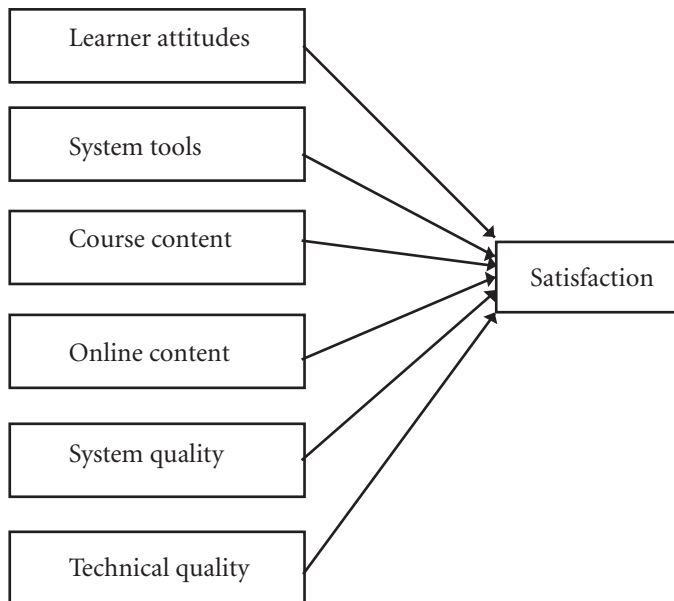 Learner attitudes
System tools
Course content
Online content
System quality
Technical quality
Satisfaction